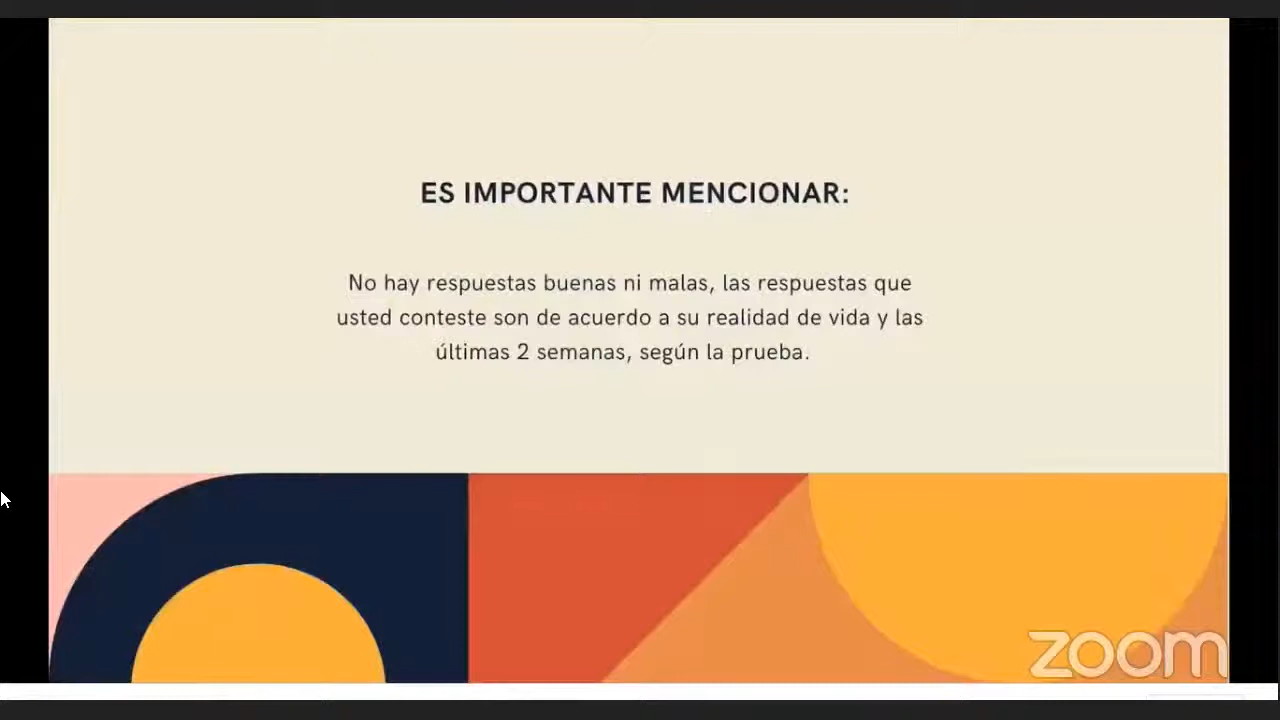 ES IMPORTANTE MENCIONAR:
No hay respuestas buenas ni malas, las respuestas que
usted conteste son de acuerdo a su realidad de vida y las
últimas 2 semanas, según la prueba.
zoom